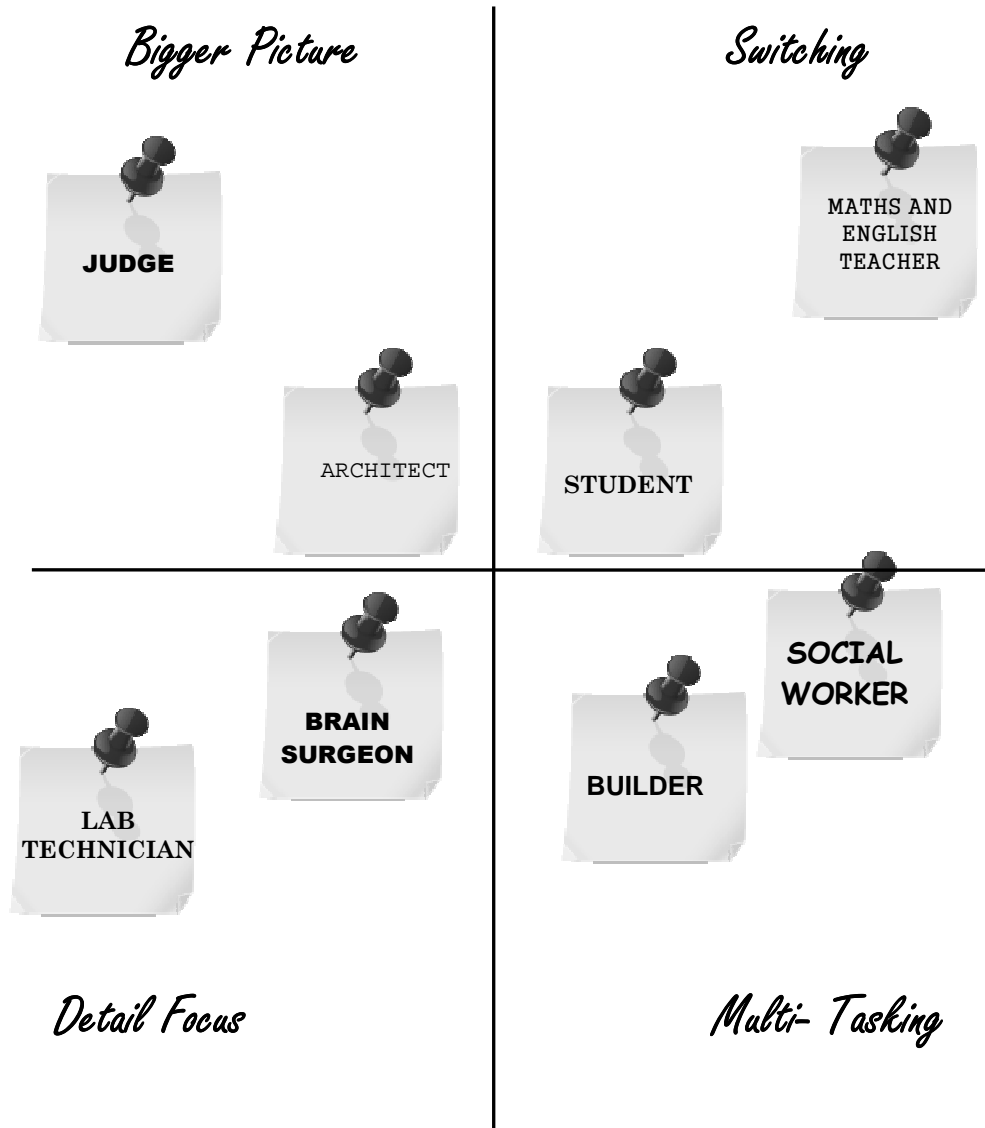 Bigger Picture
Switching
JUDGE
MATHS AND
ENGLISH
TEACHER
ARCHITECT
STUDENT
BRAIN
SURGEON
LAB
TECHNICIAN
SOCIAL
WORKER
BUILDER
Detail Focus
Multi- Tasking